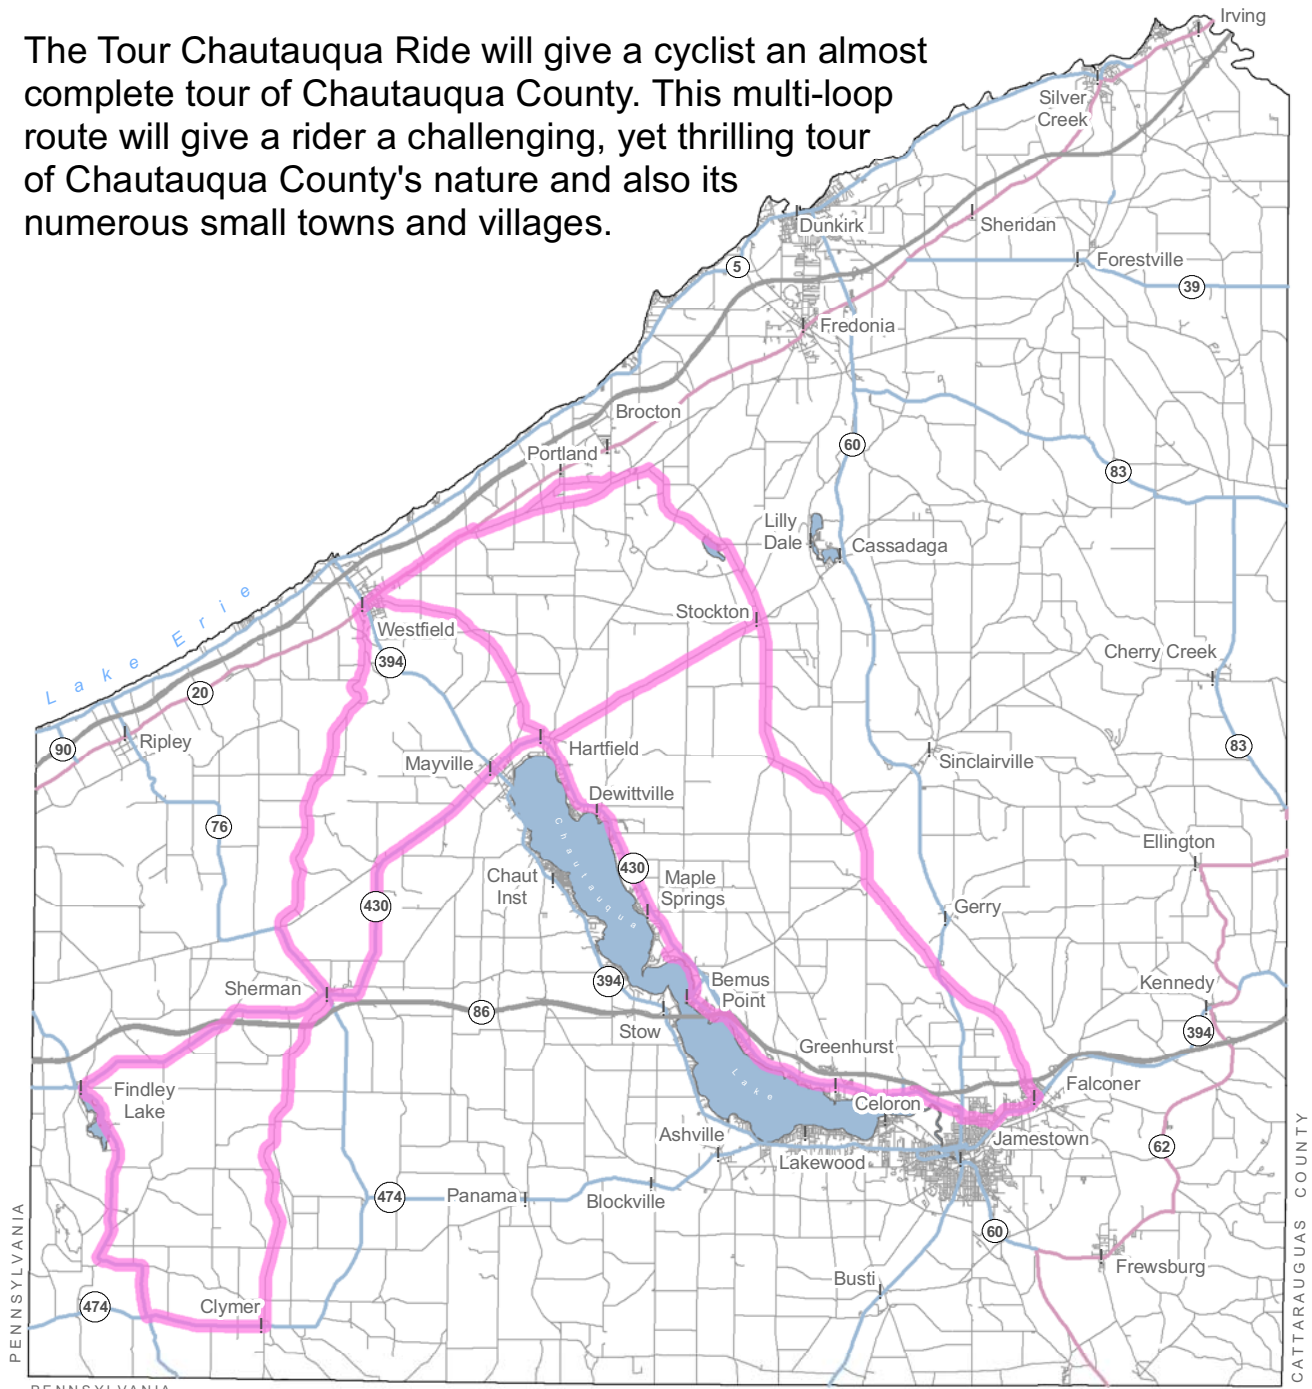 The Tour Chautauqua Ride will give a cyclist an almost
complete tour of Chautauqua County. This multi-loop
route will give a rider a challenging, yet thrilling tour
of Chautauqua County's nature and also its
numerous small towns and villages.
Irving
Silver
Creek
Dunkirk
Sheridan
5
Forestville
39
Fredonia
Brocton
60
Portland
83
Lilly
Dale
Cassadaga
Lake Erie
Stockton
Westfield
394
Cherry Creek
20
Ripley
90
Hartfield
Mayville
Sinclairville
83
Dewittville
76
Chautauqua
Ellington
430
Chaut
Inst
Maple
Springs
430
Gerry
Sherman
394
Bemus
Point
Kennedy
86
Stow
394
Greenhurst
Findley
Lake
Lake
Falconer
Celoron
Ashville
Jamestown
62
Lakewood
474
Panama
Blockville
60
Frewsburg
Busti
474
Clymer
PENNSYLVANIA
CATTARAUGUAS COUNTY
PENNSYLVANIA